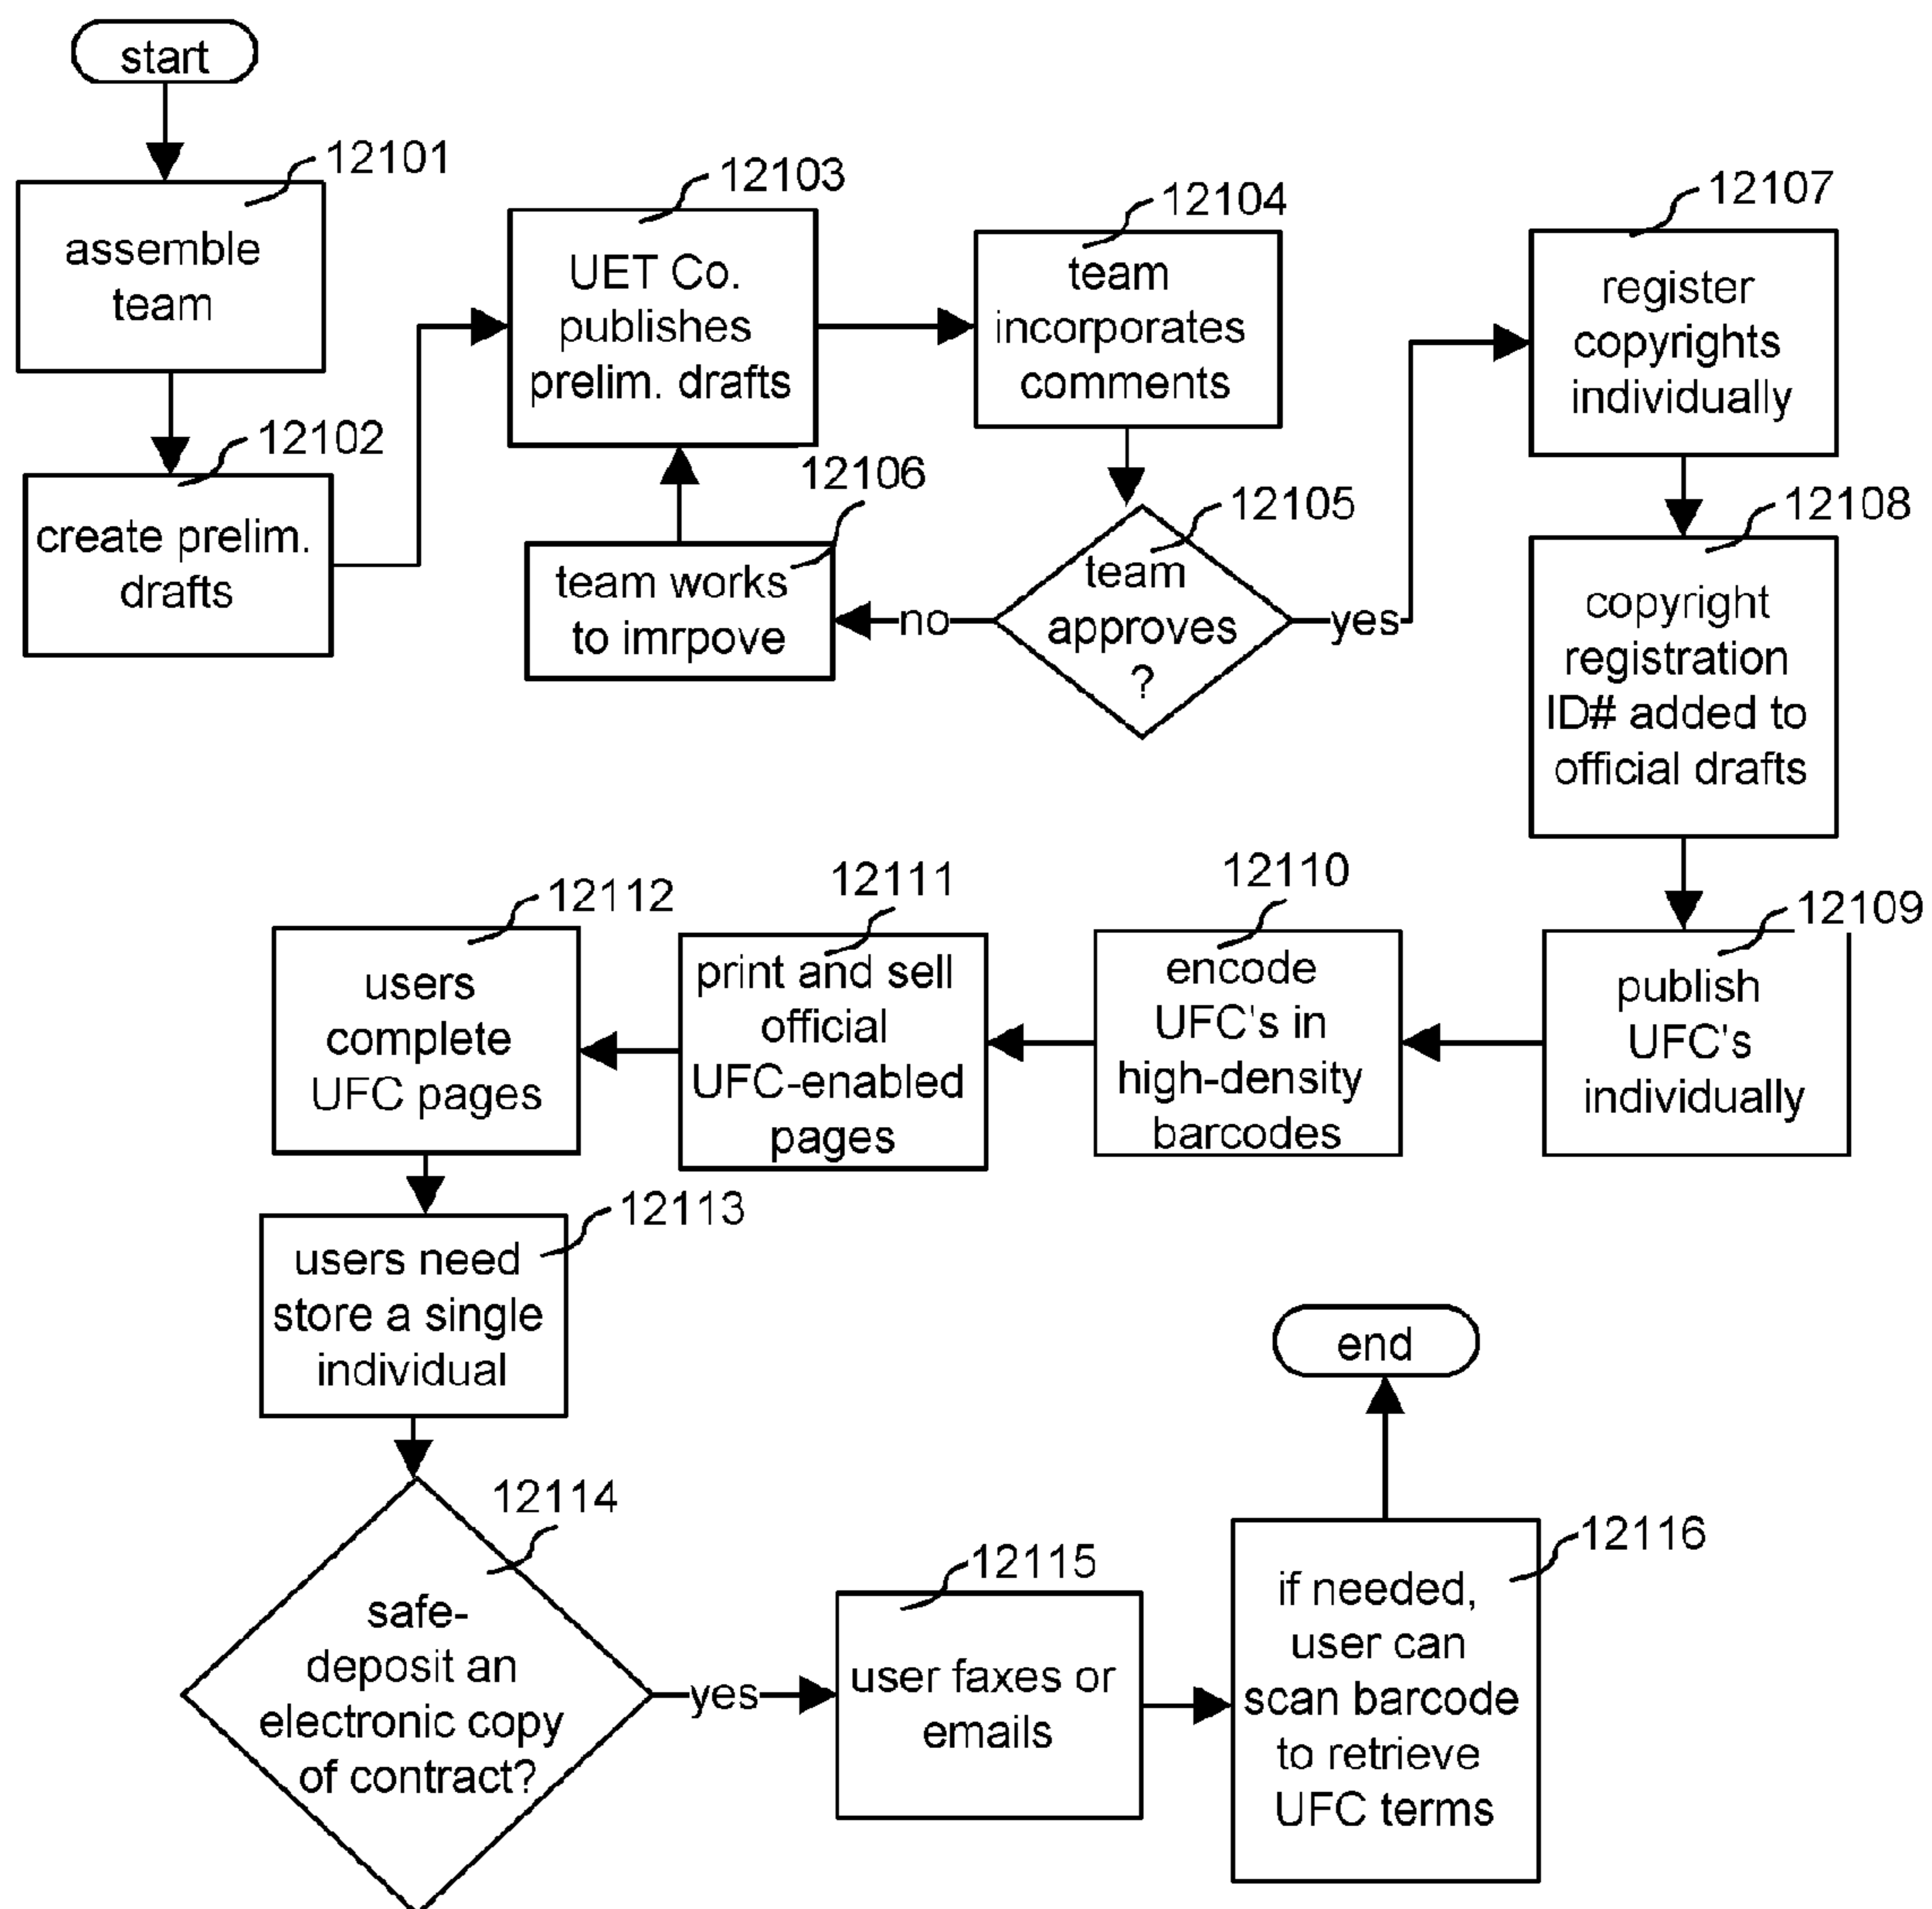 start
12101
assemble
team
12102
create prelim.
drafts
12103
UET Co.
publishes
prelim. drafts
12104
team
incorporates
comments
12105
team
approves
?
no
yes
12106
team works
to imrpove
12107
register
copyrights
individually
12108
copyright
registration
ID# added to
official drafts
12109
publish
UFC's
individually
12110
encode
UFC's in
high-density
barcodes
12111
print and sell
official
UFC-enabled
pages
12112
users
complete
UFC pages
12113
users need
store a single
individual
12114
safe-
deposit an
electronic copy
of contract?
yes
12115
user faxes or
emails
12116
if needed,
user can
scan barcode
to retrieve
UFC terms
end